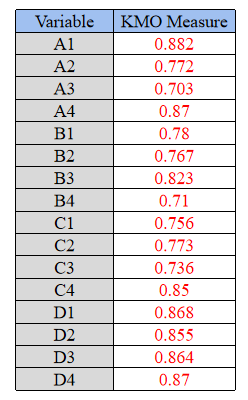 Variable KMO Measure
A1 0.882
A2 0.772
A3 0.703
A4 0.87
B1 0.78
B2 0.767
B3 0.823
B4 0.71
C1 0.756
C2 0.773
C3 0.736
C4 0.85
D1 0.868
D2 0.855
D3 0.864
D4 0.87